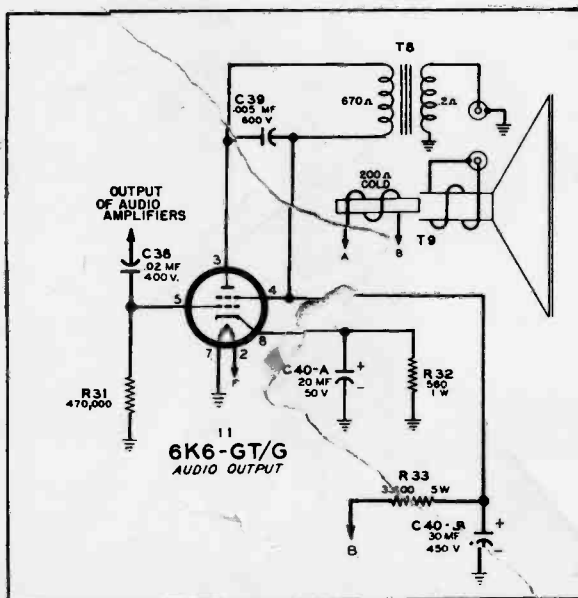 T8
C39
.005 MF
600 V
670Ω
.2Ω
OUTPUT
OF AUDIO
AMPLIFIERS
200Ω
COLD
T9
A
B
C38
.02 MF
400 V.
3
5
4
8
7
2
F
C40-A
20 MF
50 V
+
-
R32
560
1 W
R31
470,000
11
6K6-GT/G
AUDIO OUTPUT
R33
5 W
B
C40-
30 MF
450 V
+
-